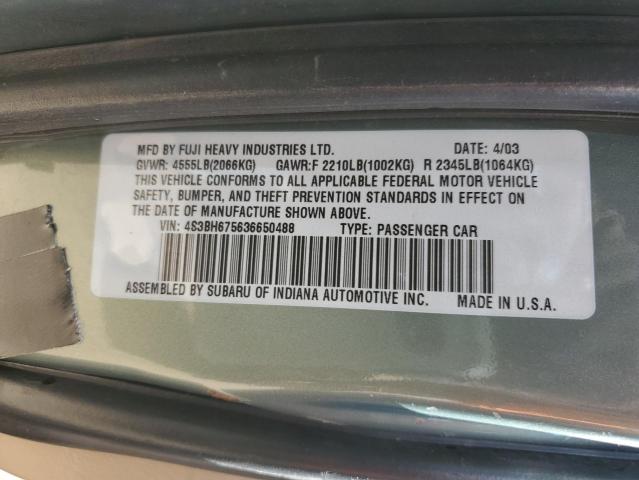 MFD BY FUJI HEAVY INDUSTRIES LTD. DATE: 4/03
GVWR: 4555LB(2066KG) GAWR:F 2210LB(1002KG) R 2345LB(1064KG)
THIS VEHICLE CONFORMS TO ALL APPLICABLE FEDERAL MOTOR VEHICLE
SAFETY, BUMPER, AND THEFT PREVENTION STANDARDS IN EFFECT ON
THE DATE OF MANUFACTURE SHOWN ABOVE.
VIN: 4S3BH675636650488 TYPE: PASSENGER CAR
ASSEMBLED BY SUBARU OF INDIANA AUTOMOTIVE INC. MADE IN U.S.A.